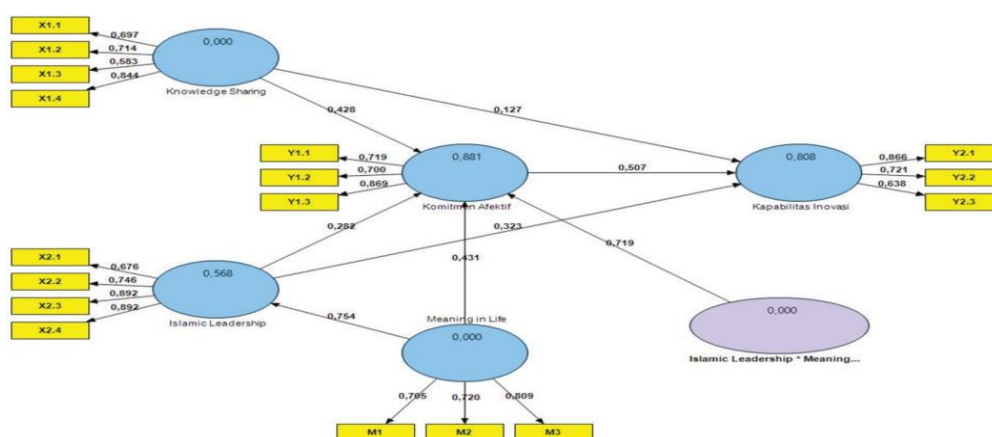 X1.1
X1.2
X1.3
X1.4
0,697
0,714
0,583
0,844
0,000
Knowledge Sharing
0,428
0,127
Y1.1
Y1.2
Y1.3
0,719
0,700
0,869
0,881
Komitmen Afektif
0,507
0,808
Kapabilitas Inovasi
0,866
0,721
0,638
Y2.1
Y2.2
Y2.3
0,282
0,323
0,431
0,719
X2.1
X2.2
X2.3
X2.4
0,676
0,746
0,892
0,892
0,568
Islamic Leadership
0,754
Meaning in Life
0,000
0,000
Islamic Leadership * Meaning...
0,705
0,720
0,809
M1
M2
M3